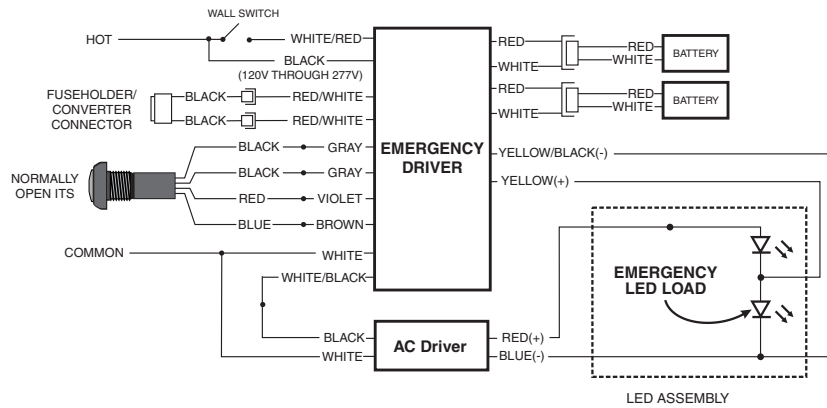 WALL SWITCH
HOT
WHITE/RED
BLACK
(120V THROUGH 277V)
FUSEHOLDER/
CONVERTER
CONNECTOR
BLACK
RED/WHITE
BLACK
RED/WHITE
NORMALLY
OPEN ITS
BLACK
GRAY
BLACK
GRAY
RED
VIOLET
BLUE
BROWN
COMMON
WHITE
WHITE/BLACK
EMERGENCY
DRIVER
RED
WHITE
RED
WHITE
BATTERY
RED
WHITE
RED
WHITE
BATTERY
YELLOW/BLACK(-)
YELLOW(+)
BLACK
WHITE
AC Driver
RED(+)
BLUE(-)
EMERGENCY
LED LOAD
LED ASSEMBLY